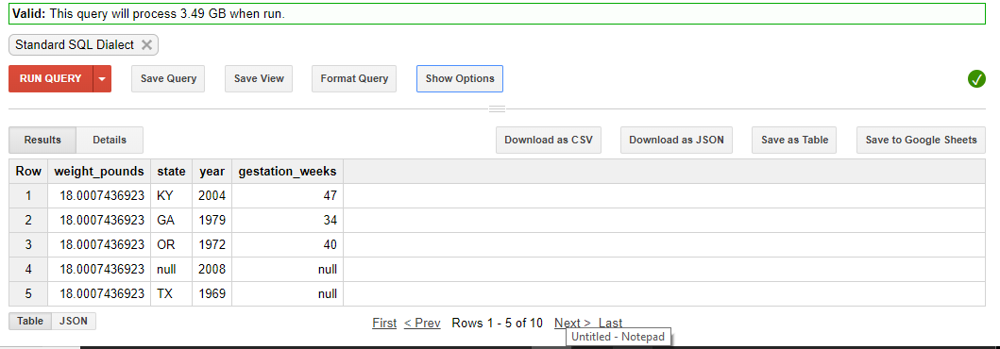 Valid: This query will process 3.49 GB when run.
Standard SQL Dialect
RUN QUERY Save Query Save View Format Query Show Options
Results Details Download as CSV Download as JSON Save as Table Save to Google Sheets
Row weight_pounds state year gestation_weeks
1 18.0007436923 KY 2004 47
2 18.0007436923 GA 1979 34
3 18.0007436923 OR 1972 40
4 18.0007436923 null 2008 null
5 18.0007436923 TX 1969 null
Table JSON First < Prev Rows 1 - 5 of 10 Next > Last
Untitled - Notepad